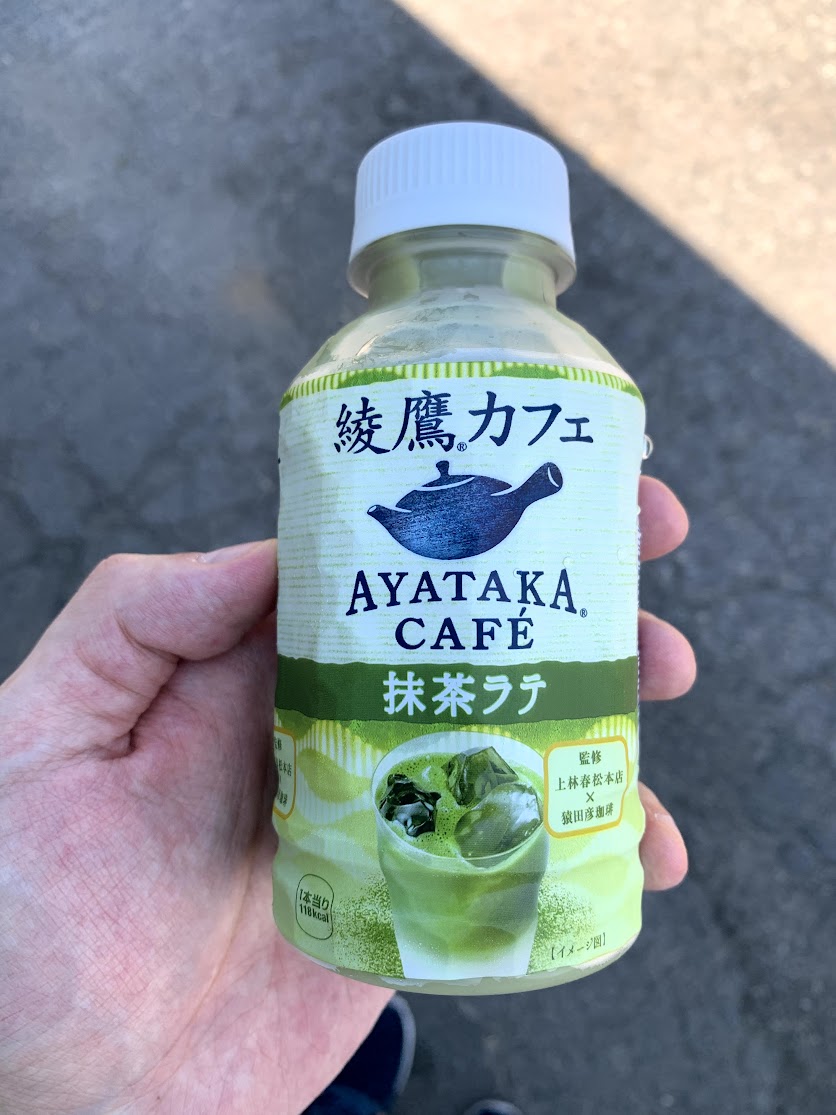 綾鷹®カフェ
AYATAKA®
CAFÉ
抹茶ラテ
監修
上林春松本店
×
猿田彦珈琲
1本当り
118kcal
【イメージ図】